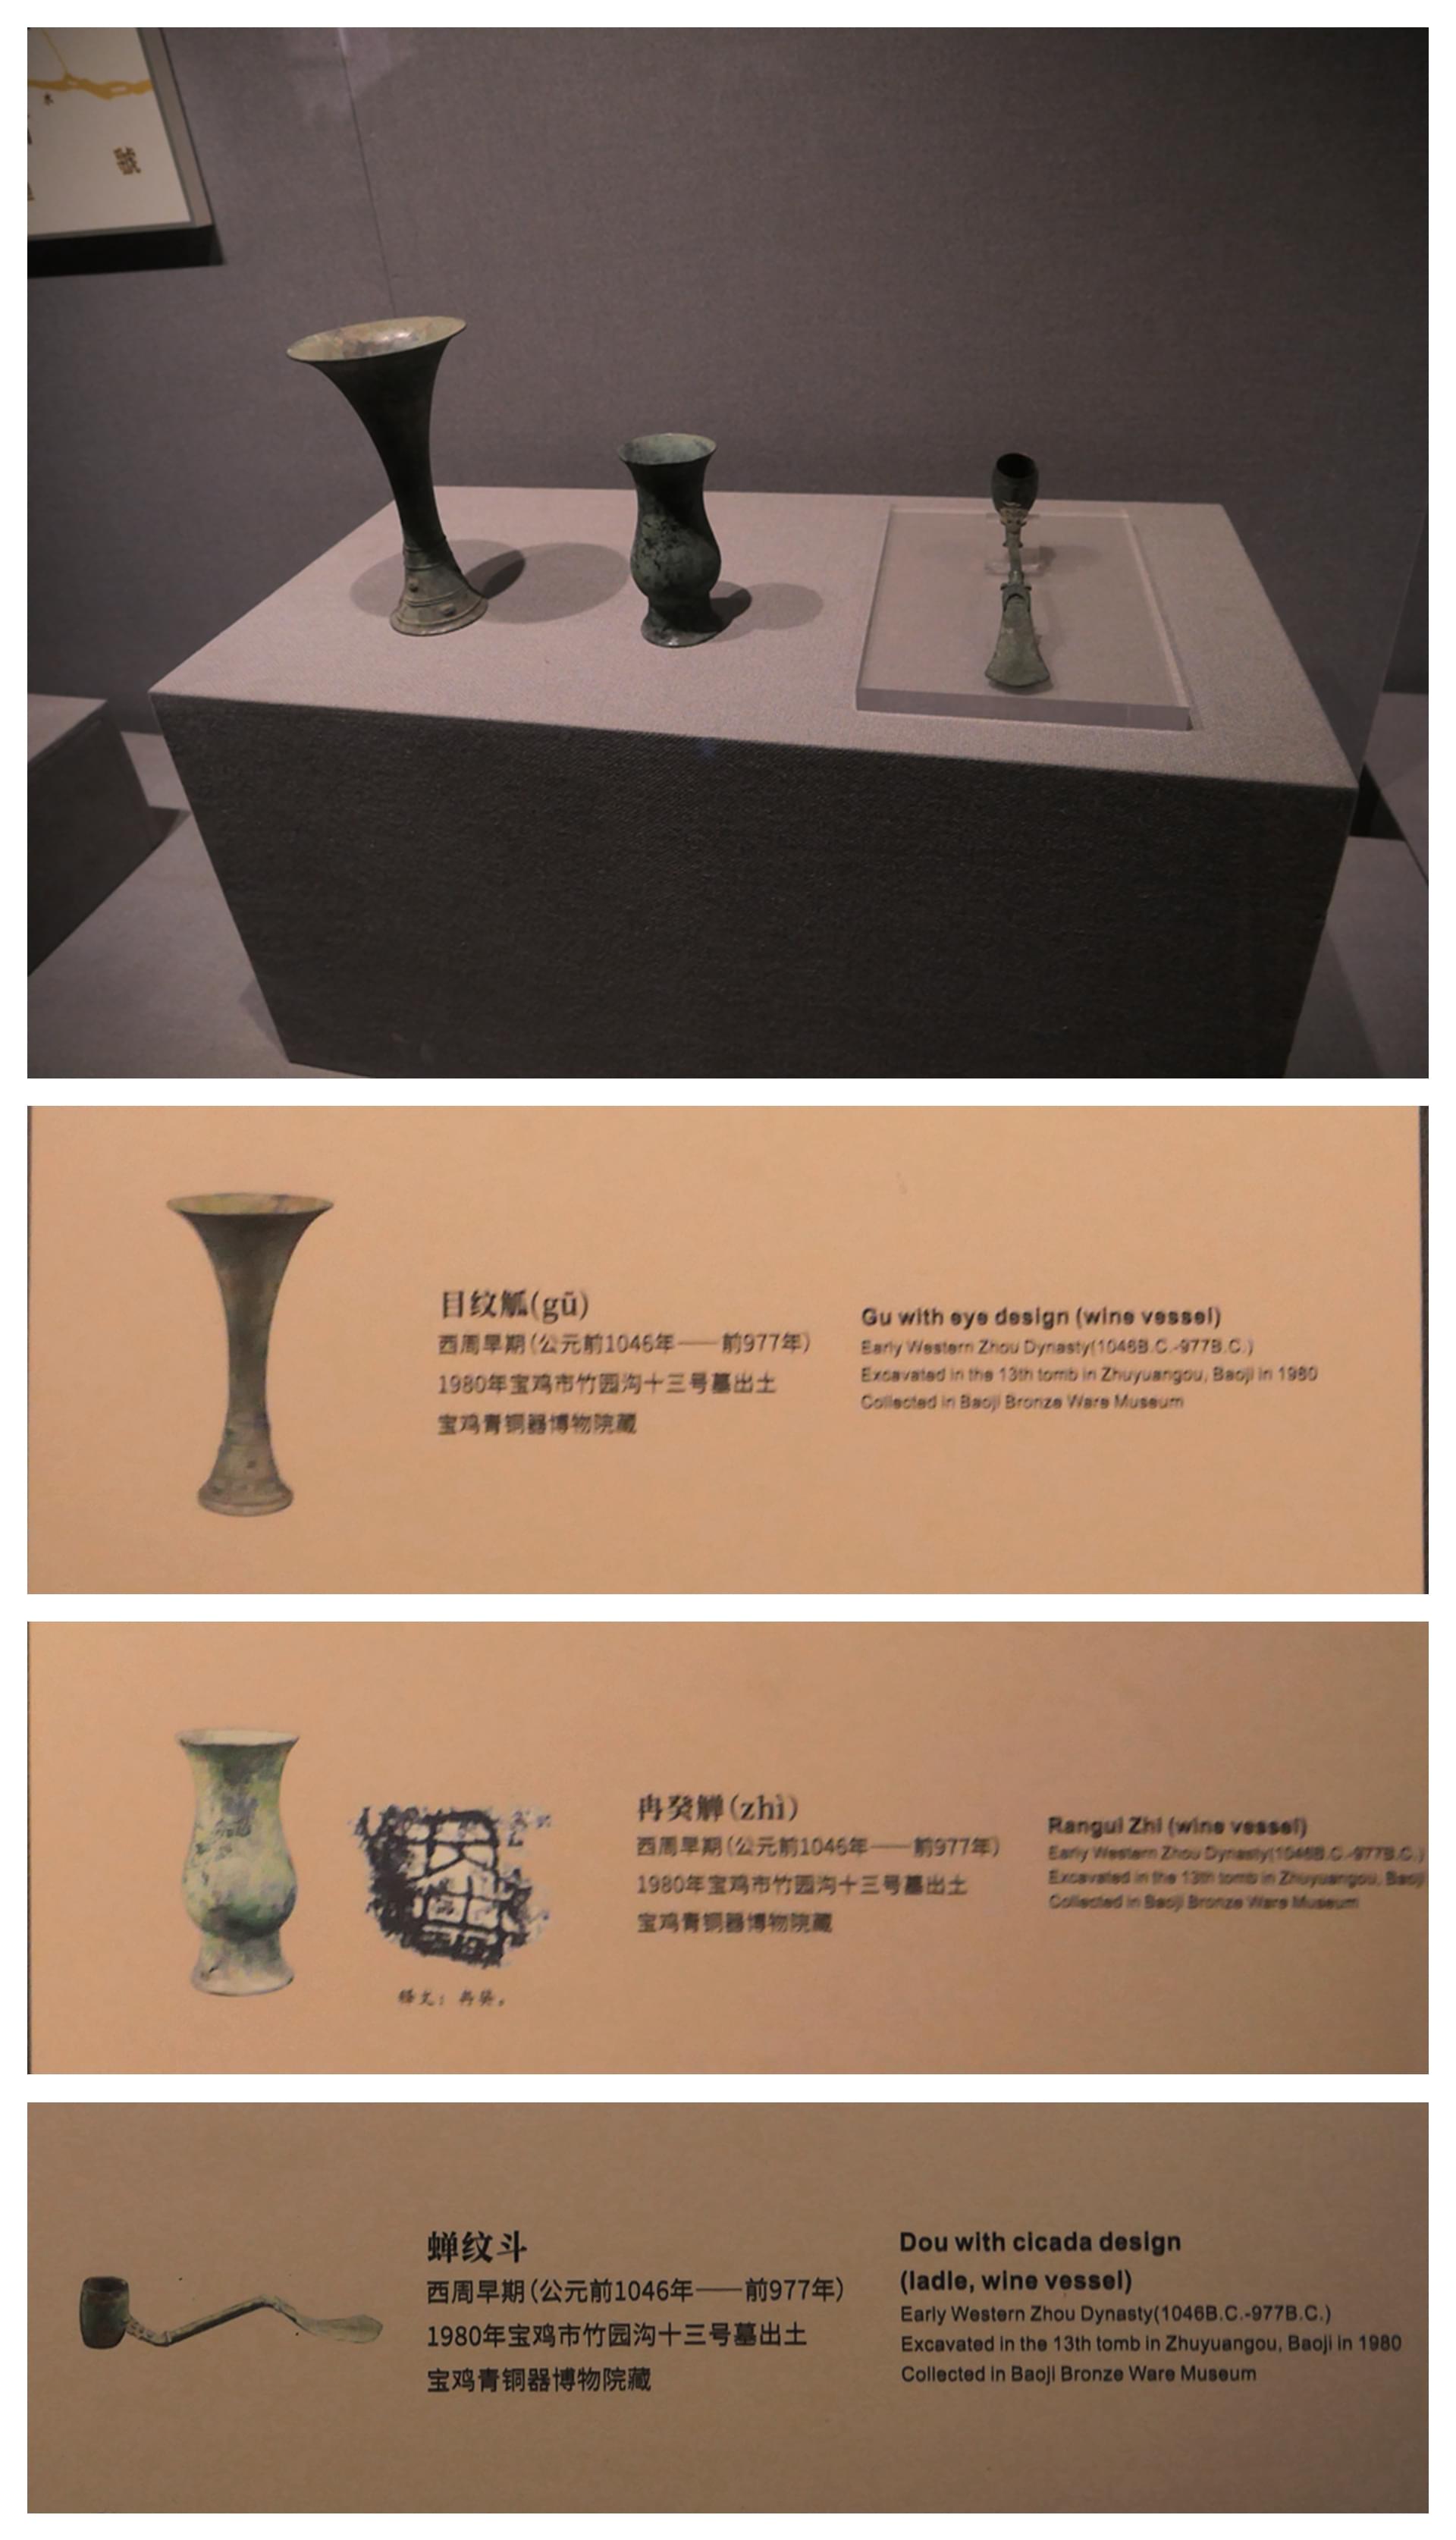 虢
目纹觚(gū)
西周早期(公元前1046年——前977年)
1980年宝鸡市竹园沟十三号墓出土
宝鸡青铜器博物院藏
Gu with eye design (wine vessel)
Early Western Zhou Dynasty(1046B.C.-977B.C.)
Excavated in the 13th tomb in Zhuyuangou, Baoji in 1980
Collected in Baoji Bronze Ware Museum
释文：冉癸。
冉癸觯(zhì)
西周早期(公元前1046年——前977年)
1980年宝鸡市竹园沟十三号墓出土
宝鸡青铜器博物院藏
Rangui Zhi (wine vessel)
Early Western Zhou Dynasty(1046B.C.-977B.C.)
Excavated in the 13th tomb in Zhuyuangou, Baoji
Collected in Baoji Bronze Ware Museum
蝉纹斗
西周早期(公元前1046年——前977年)
1980年宝鸡市竹园沟十三号墓出土
宝鸡青铜器博物院藏
Dou with cicada design
(ladle, wine vessel)
Early Western Zhou Dynasty(1046B.C.-977B.C.)
Excavated in the 13th tomb in Zhuyuangou, Baoji in 1980
Collected in Baoji Bronze Ware Museum